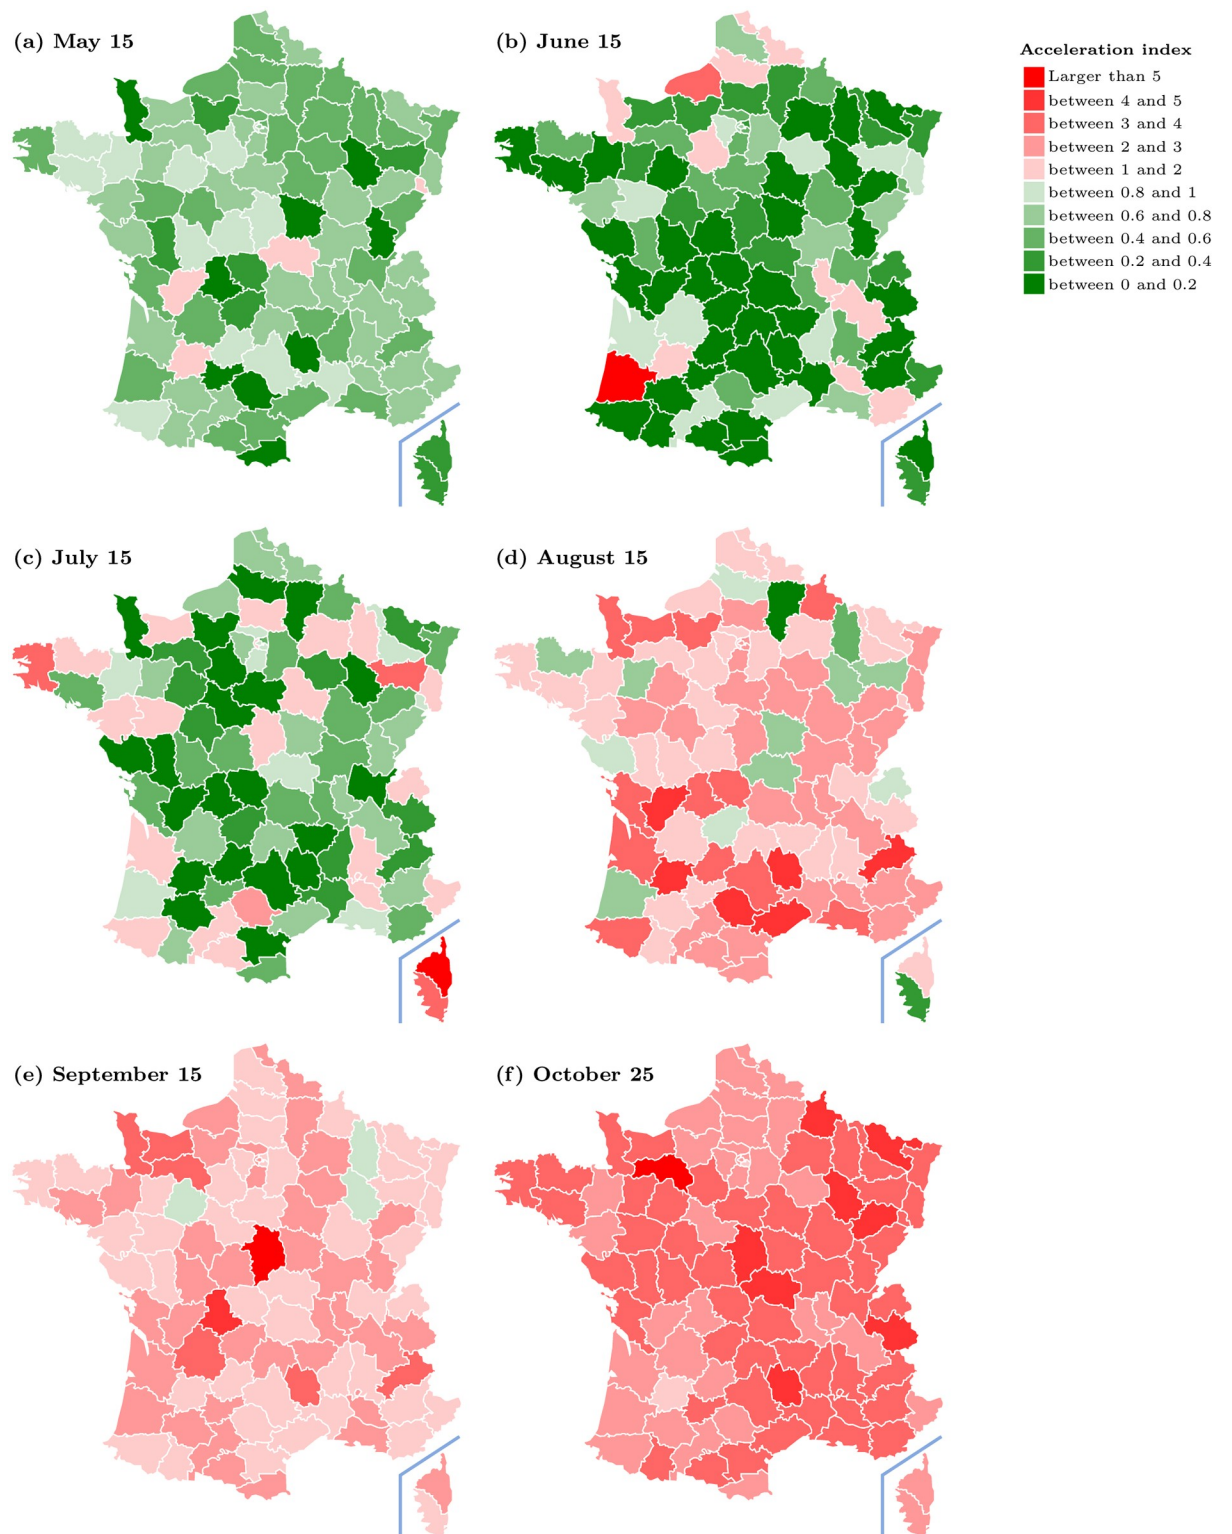 (a) May 15
(b) June 15
Acceleration index
Larger than 5
between 4 and 5
between 3 and 4
between 2 and 3
between 1 and 2
between 0.8 and 1
between 0.6 and 0.8
between 0.4 and 0.6
between 0.2 and 0.4
between 0 and 0.2
(c) July 15
(d) August 15
(e) September 15
(f) October 25